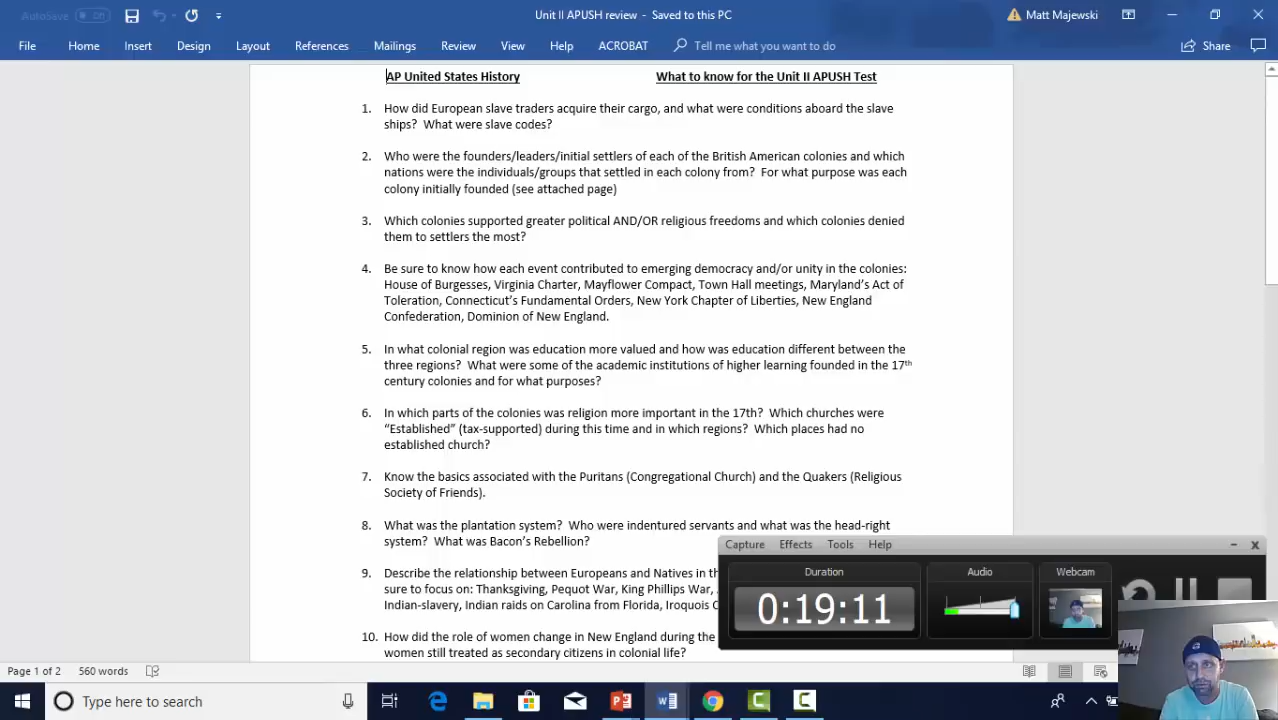 AutoSave Off
Unit II APUSH review - Saved to this PC
Matt Majewski
File Home Insert Design Layout References Mailings Review View Help ACROBAT Tell me what you want to do Share
AP United States History What to know for the Unit II APUSH Test
1. How did European slave traders acquire their cargo, and what were conditions aboard the slave
ships? What were slave codes?
2. Who were the founders/leaders/initial settlers of each of the British American colonies and which
nations were the individuals/groups that settled in each colony from? For what purpose was each
colony initially founded (see attached page)
3. Which colonies supported greater political AND/OR religious freedoms and which colonies denied
them to settlers the most?
4. Be sure to know how each event contributed to emerging democracy and/or unity in the colonies:
House of Burgesses, Virginia Charter, Mayflower Compact, Town Hall meetings, Maryland's Act of
Toleration, Connecticut's Fundamental Orders, New York Chapter of Liberties, New England
Confederation, Dominion of New England.
5. In what colonial region was education more valued and how was education different between the
three regions? What were some of the academic institutions of higher learning founded in the 17th
century colonies and for what purposes?
6. In which parts of the colonies was religion more important in the 17th? Which churches were
“Established” (tax-supported) during this time and in which regions? Which places had no
established church?
7. Know the basics associated with the Puritans (Congregational Church) and the Quakers (Religious
Society of Friends).
8. What was the plantation system? Who were indentured servants and what was the head-right
system? What was Bacon's Rebellion?
9. Describe the relationship between Europeans and Natives in
sure to focus on: Thanksgiving, Pequot War, King Phillips War,
Indian-slavery, Indian raids on Carolina from Florida, Iroquois
10. How did the role of women change in New England during the
women still treated as secondary citizens in colonial life?
Capture Effects Tools Help
Duration Audio Webcam
0:19:11
Page 1 of 2 560 words
Type here to search